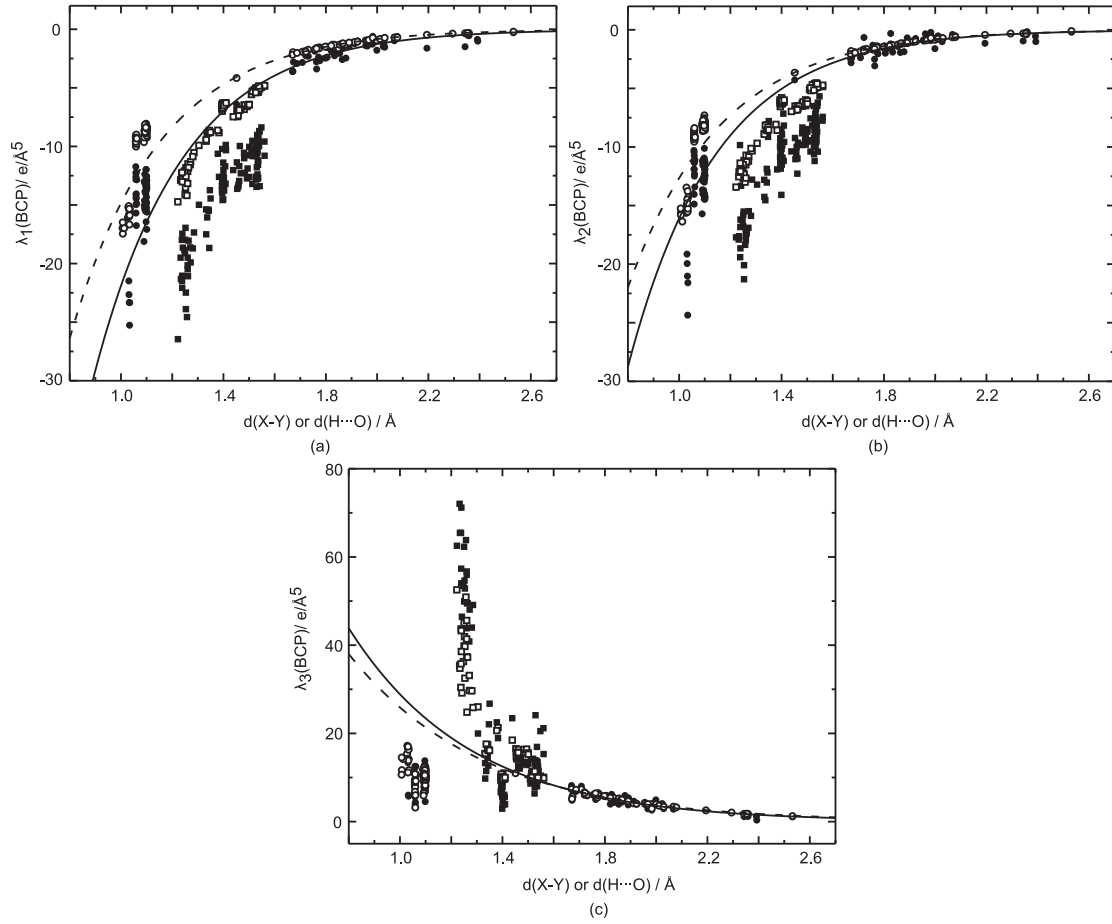 0
-10
-20
-30
λ1(BCP)/ e/Å5
1.0 1.4 1.8 2.2 2.6
d(X-Y) or d(H···O) / Å
(a)
0
-10
-20
-30
λ2(BCP)/ e/Å5
1.0 1.4 1.8 2.2 2.6
d(X-Y) or d(H···O) / Å
(b)
80
60
40
20
0
λ3(BCP)/ e/Å5
1.0 1.4 1.8 2.2 2.6
d(X-Y) or d(H···O) / Å
(c)